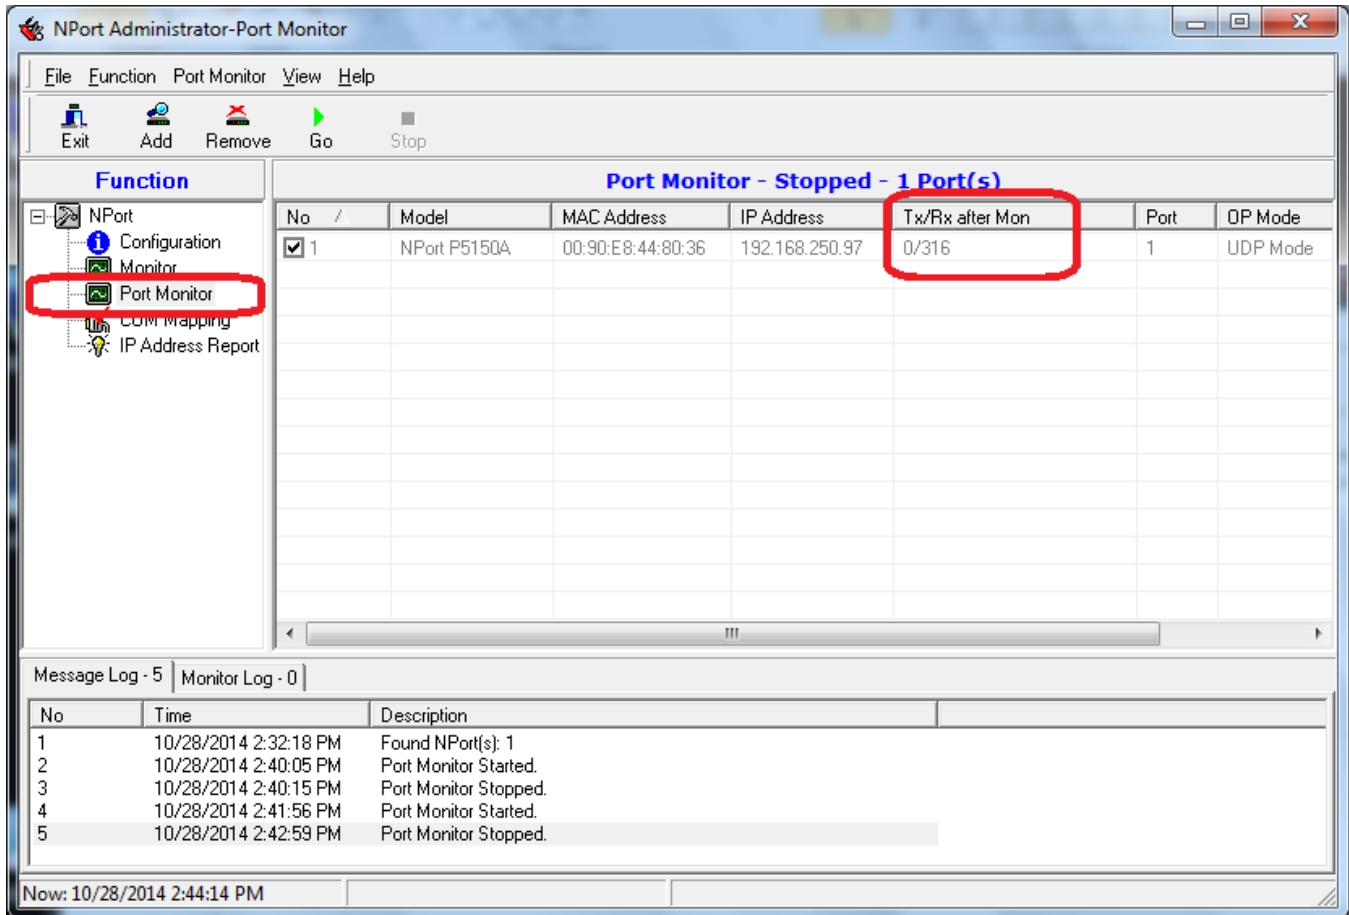 NPort Administrator-Port Monitor
File Function Port Monitor View Help
Exit Add Remove Go Stop
Function
Port Monitor - Stopped - 1 Port(s)
NPort
Configuration
Monitor
Port Monitor
COM Mapping
IP Address Report
No Model MAC Address IP Address Tx/Rx after Mon Port OP Mode
1 NPort P5150A 00:90:E8:44:80:36 192.168.250.97 0/316 1 UDP Mode
Message Log - 5 Monitor Log - 0
No Time Description
1 10/28/2014 2:32:18 PM Found NPort(s): 1
2 10/28/2014 2:40:05 PM Port Monitor Started.
3 10/28/2014 2:40:15 PM Port Monitor Stopped.
4 10/28/2014 2:41:56 PM Port Monitor Started.
5 10/28/2014 2:42:59 PM Port Monitor Stopped.
Now: 10/28/2014 2:44:14 PM